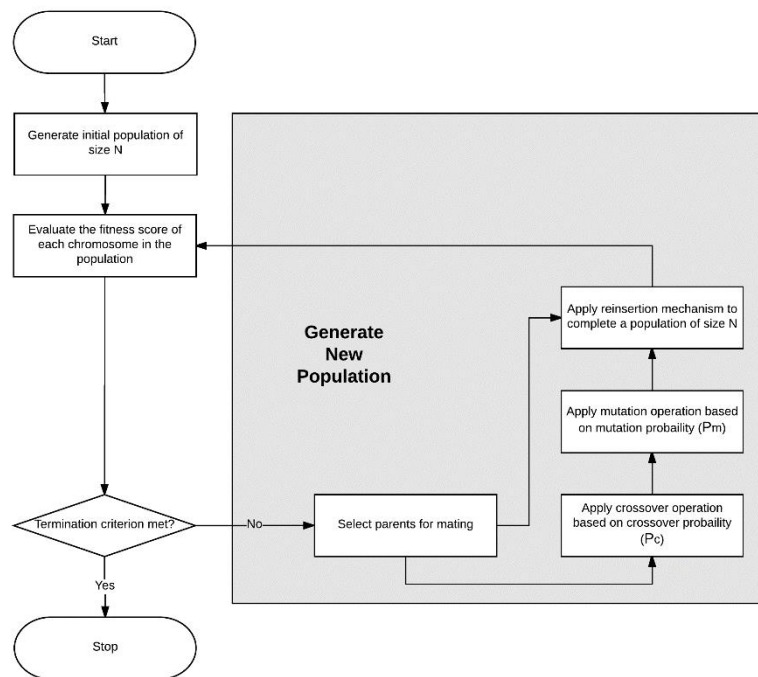 Start
Generate initial population of
size N
Evaluate the fitness score of
each chromosome in the
population
Generate
New
Population
Apply reinsertion mechanism to
complete a population of size N
Apply mutation operation based
on mutation probaility (Pm)
Termination criterion met?
No
Select parents for mating
Apply crossover operation
based on crossover probaility
(Pc)
Yes
Stop